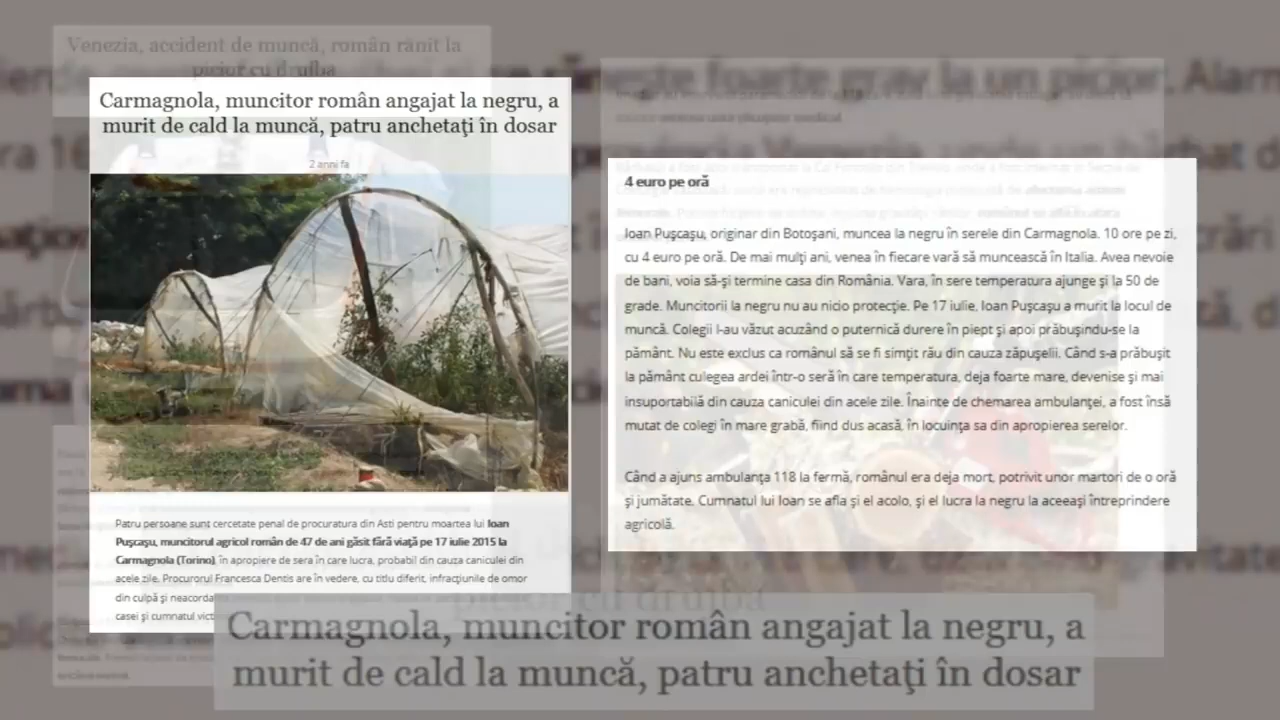 Venezia, accident de muncă, român rănit la
picior cu drujba
Carmagnola, muncitor român angajat la negru, a
murit de cald la muncă, patru anchetaţi în dosar
2 anni fa
Patru persoane sunt cercetate penal de procuratura din Asti pentru moartea lui Ioan
Puşcaşu, muncitorul agricol român de 47 de ani găsit fără viaţă pe 17 iulie 2015 la
Carmagnola (Torino), în apropiere de sera în care lucra, probabil din cauza caniculei din
acele zile. Procurorul Francesca Dentis are în vedere, cu titlu diferit, infracţiunile de omor
din culpă şi neacorda
casei şi cumnatul vict
4 euro pe oră
Ioan Puşcaşu, originar din Botoşani, muncea la negru în serele din Carmagnola. 10 ore pe zi,
cu 4 euro pe oră. De mai mulţi ani, venea în fiecare vară să muncească în Italia. Avea nevoie
de bani, voia să-şi termine casa din România. Vara, în sere temperatura ajunge şi la 50 de
grade. Muncitorii la negru nu au nicio protecţie. Pe 17 iulie, Ioan Puşcaşu a murit la locul de
muncă. Colegii l-au văzut acuzând o puternică durere în piept şi apoi prăbuşindu-se la
pământ. Nu este exclus ca românul să se fi simţit rău din cauza zăpuşelii. Când s-a prăbuşit
la pământ culegea ardei într-o seră în care temperatura, deja foarte mare, devenise şi mai
insuportabilă din cauza caniculei din acele zile. Înainte de chemarea ambulanţei, a fost însă
mutat de colegi în mare grabă, fiind dus acasă, în locuinţa sa din apropierea serelor.
Când a ajuns ambulanţa 118 la fermă, românul era deja mort, potrivit unor martori de o oră
şi jumătate. Cumnatul lui Ioan se afla şi el acolo, şi el lucra la negru la aceeaşi întreprindere
agricolă.
Carmagnola, muncitor român angajat la negru, a
murit de cald la muncă, patru anchetaţi în dosar